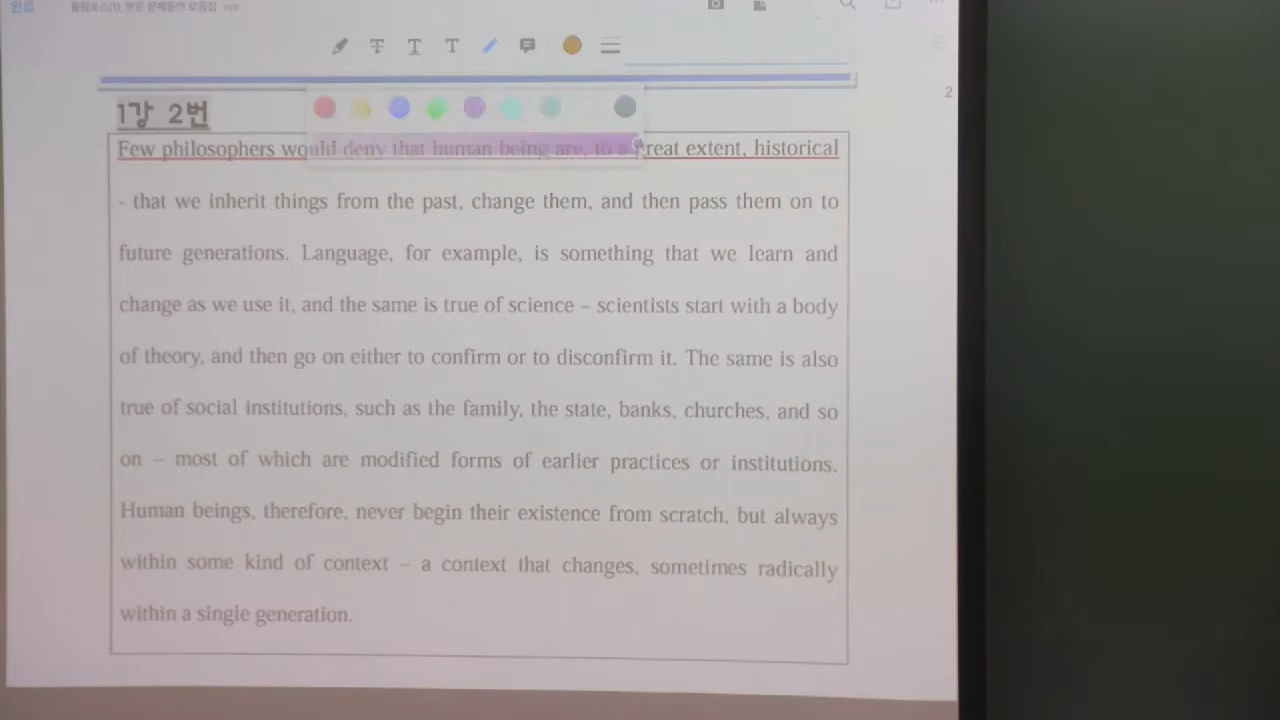 완료
2
1강 2번
Few philosophers would deny that human being are, to a great extent, historical
- that we inherit things from the past, change them, and then pass them on to
future generations. Language, for example, is something that we learn and
change as we use it, and the same is true of science – scientists start with a body
of theory, and then go on either to confirm or to disconfirm it. The same is also
true of social institutions, such as the family, the state, banks, churches, and so
on – most of which are modified forms of earlier practices or institutions.
Human beings, therefore, never begin their existence from scratch, but always
within some kind of context – a context that changes, sometimes radically
within a single generation.